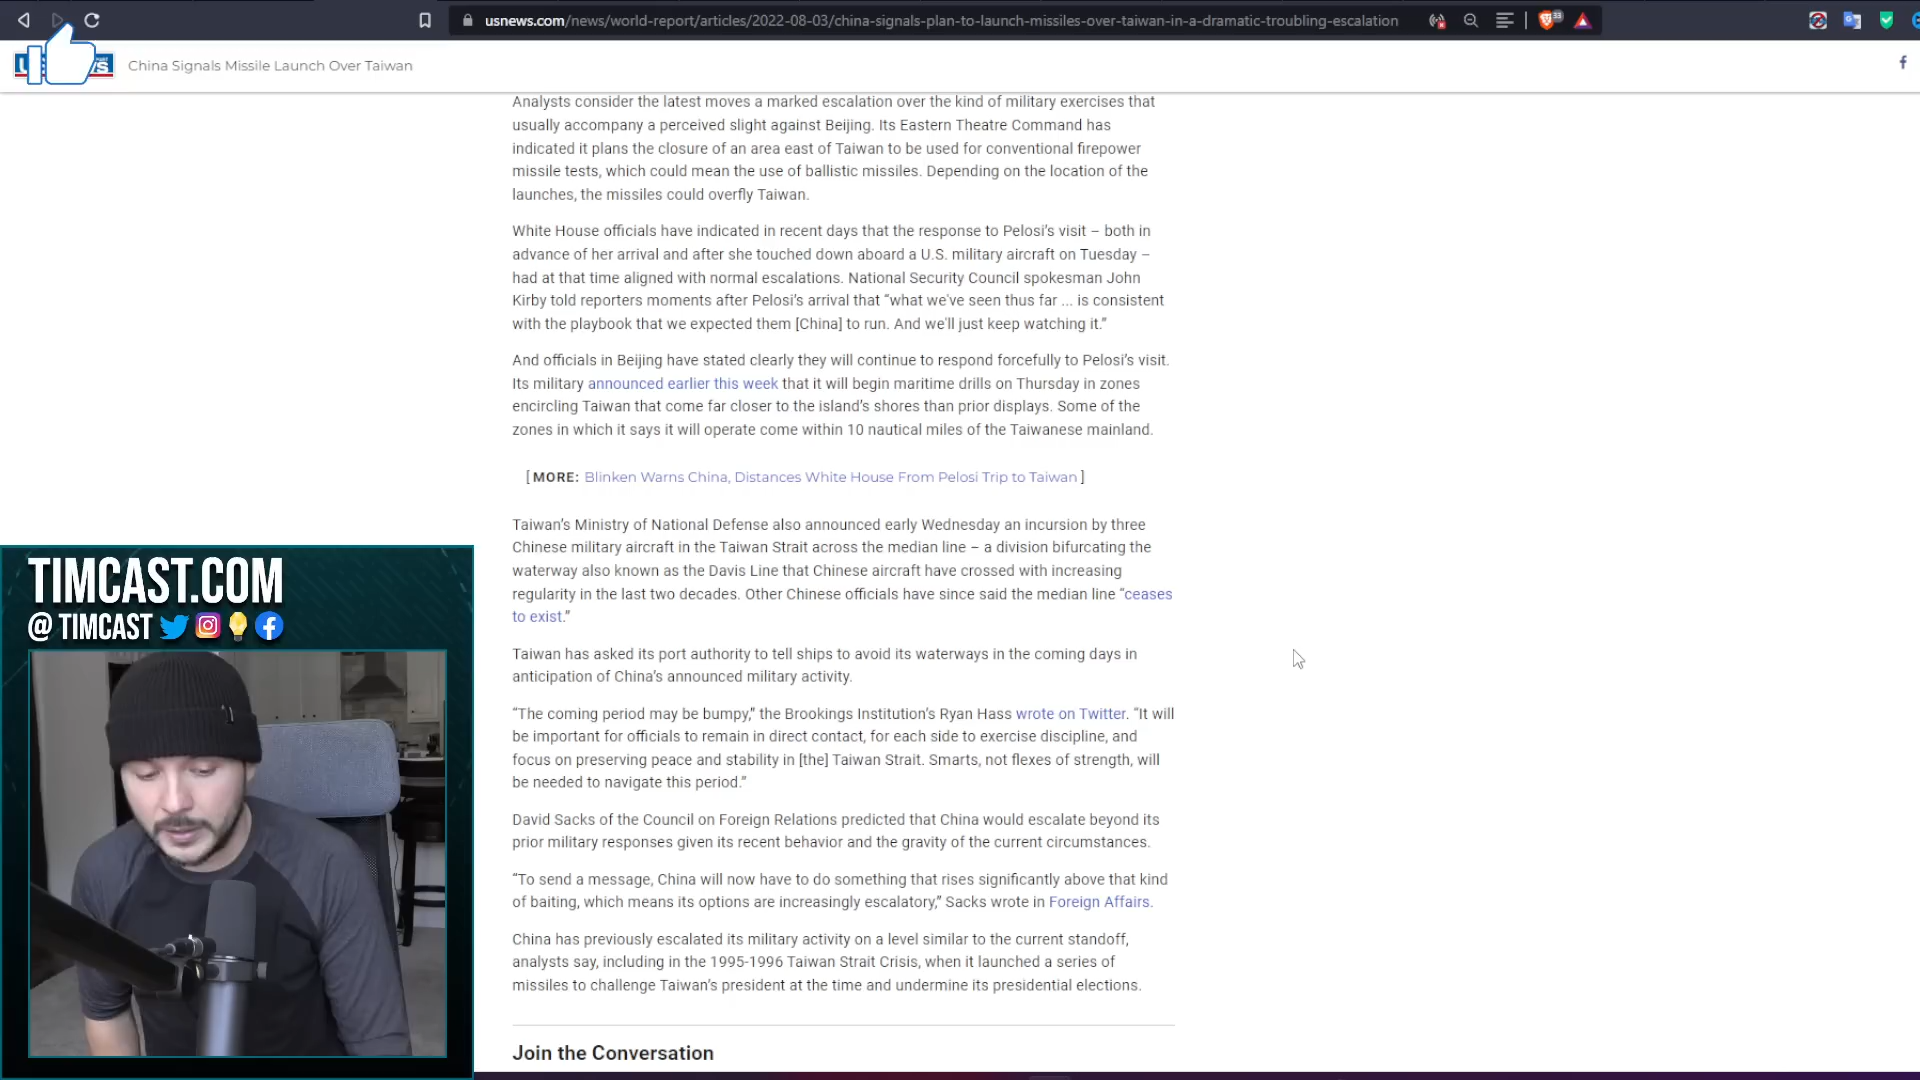 usnews.com/news/world-report/articles/2022-08-03/china-signals-plan-to-launch-missiles-over-taiwan-in-a-dramatic-troubling-escalation
33
China Signals Missile Launch Over Taiwan
Analysts consider the latest moves a marked escalation over the kind of military exercises that
usually accompany a perceived slight against Beijing. Its Eastern Theatre Command has
indicated it plans the closure of an area east of Taiwan to be used for conventional firepower
missile tests, which could mean the use of ballistic missiles. Depending on the location of the
launches, the missiles could overfly Taiwan.
White House officials have indicated in recent days that the response to Pelosi’s visit – both in
advance of her arrival and after she touched down aboard a U.S. military aircraft on Tuesday –
had at that time aligned with normal escalations. National Security Council spokesman John
Kirby told reporters moments after Pelosi’s arrival that “what we've seen thus far ... is consistent
with the playbook that we expected them [China] to run. And we'll just keep watching it.”
And officials in Beijing have stated clearly they will continue to respond forcefully to Pelosi’s visit.
Its military announced earlier this week that it will begin maritime drills on Thursday in zones
encircling Taiwan that come far closer to the island’s shores than prior displays. Some of the
zones in which it says it will operate come within 10 nautical miles of the Taiwanese mainland.
[ MORE: Blinken Warns China, Distances White House From Pelosi Trip to Taiwan ]
Taiwan’s Ministry of National Defense also announced early Wednesday an incursion by three
Chinese military aircraft in the Taiwan Strait across the median line – a division bifurcating the
waterway also known as the Davis Line that Chinese aircraft have crossed with increasing
regularity in the last two decades. Other Chinese officials have since said the median line “ceases
to exist.”
Taiwan has asked its port authority to tell ships to avoid its waterways in the coming days in
anticipation of China’s announced military activity.
“The coming period may be bumpy,” the Brookings Institution’s Ryan Hass wrote on Twitter. “It will
be important for officials to remain in direct contact, for each side to exercise discipline, and
focus on preserving peace and stability in [the] Taiwan Strait. Smarts, not flexes of strength, will
be needed to navigate this period.”
David Sacks of the Council on Foreign Relations predicted that China would escalate beyond its
prior military responses given its recent behavior and the gravity of the current circumstances.
“To send a message, China will now have to do something that rises significantly above that kind
of baiting, which means its options are increasingly escalatory,” Sacks wrote in Foreign Affairs.
China has previously escalated its military activity on a level similar to the current standoff,
analysts say, including in the 1995-1996 Taiwan Strait Crisis, when it launched a series of
missiles to challenge Taiwan’s president at the time and undermine its presidential elections.
Join the Conversation
TIMCAST.COM
@ TIMCAST